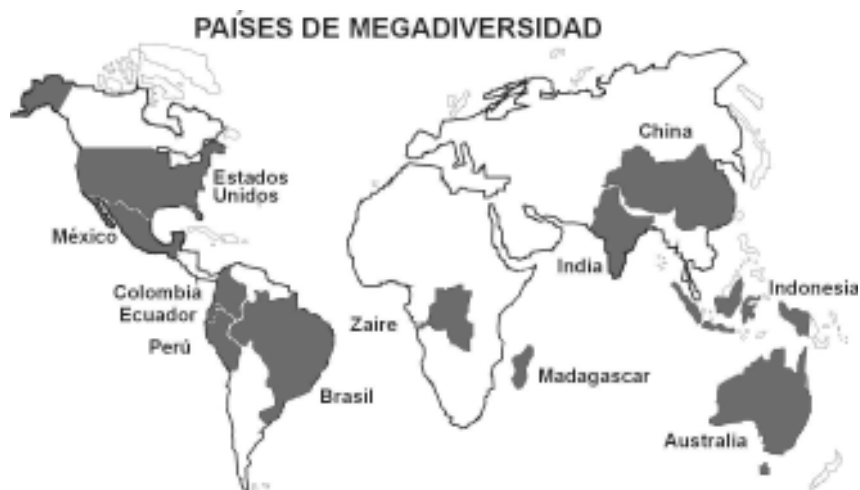 PAÍSES DE MEGADIVERSIDAD
China
Estados
Unidos
México
India
Colombia
Indonesia
Ecuador
Zaire
Perú
Madagascar
Brasil
Australia